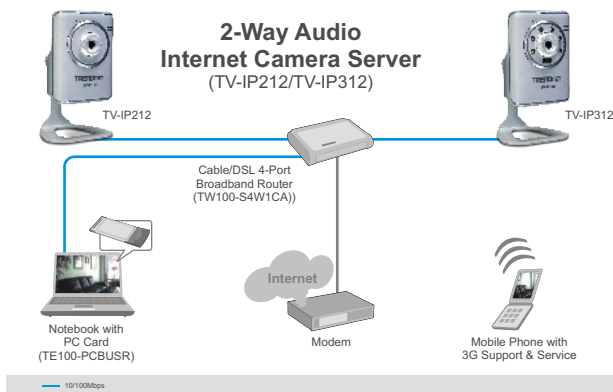 2-Way Audio
Internet Camera Server
(TV-IP212/TV-IP312)
TRENDnet
TRENDnet
TV-IP212
TV-IP312
Cable/DSL 4-Port
Broadband Router
(TW100-S4W1CA))
Internet
Notebook with
PC Card
(TE100-PCBUSR)
Modem
Mobile Phone with
3G Support & Service
10/100Mbps